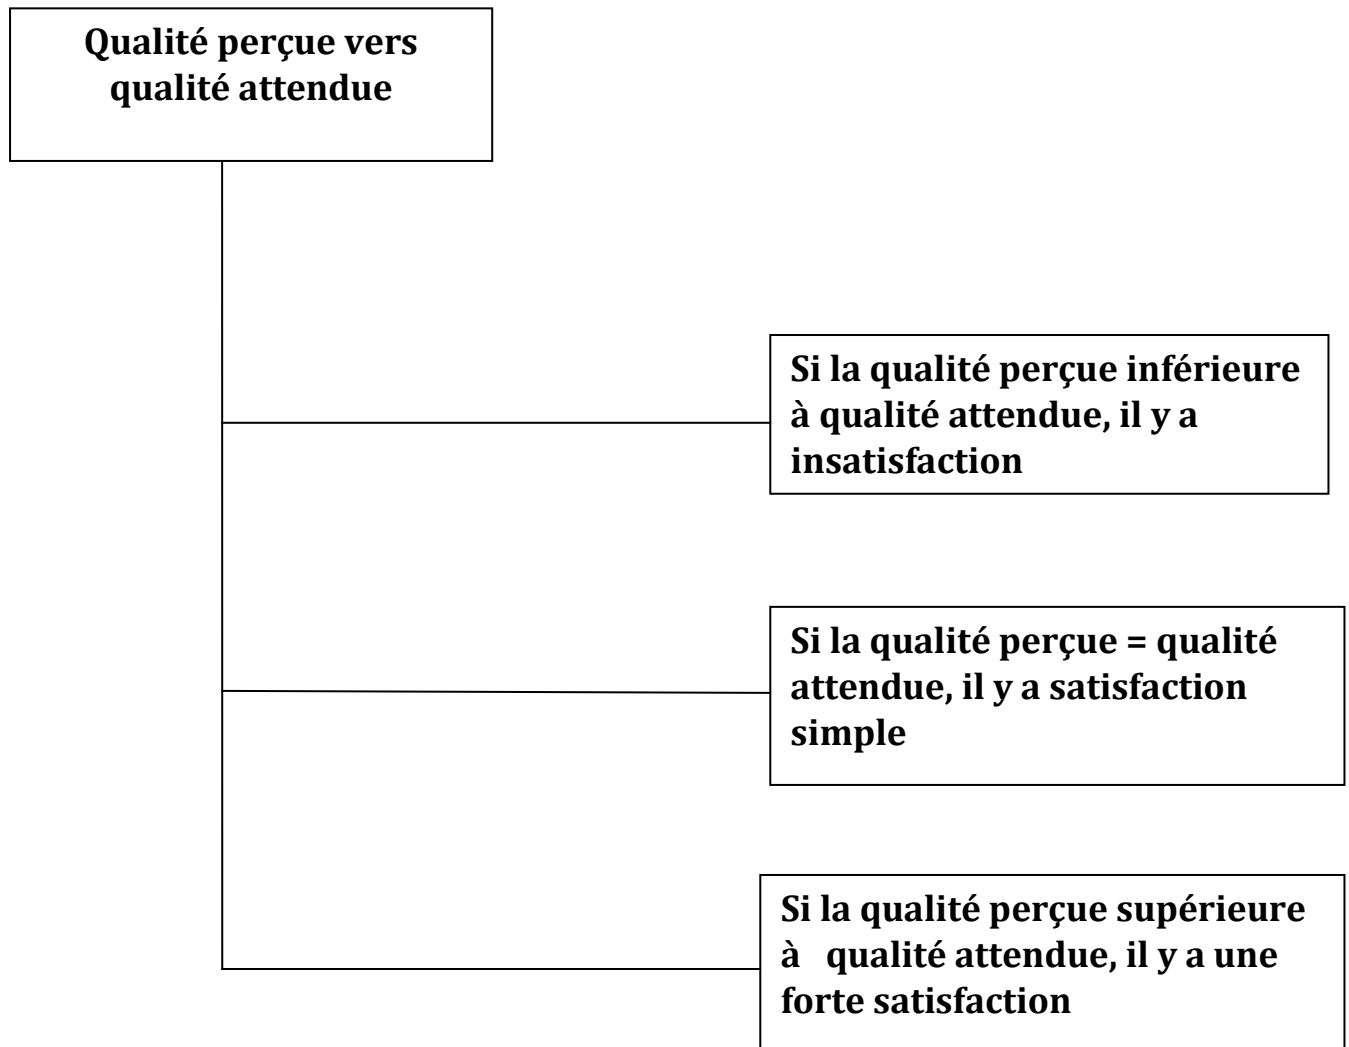 Qualité perçue vers
qualité attendue
Si la qualité perçue inférieure
à qualité attendue, il y a
insatisfaction
Si la qualité perçue = qualité
attendue, il y a satisfaction
simple
Si la qualité perçue supérieure
à qualité attendue, il y a une
forte satisfaction